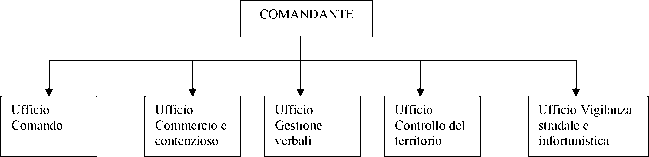 COMANDANTE
Ufficio
Comando
Ufficio
Commercio e
contenzioso
Ufficio
Gestione
verbali
Ufficio
Controllo del
territorio
Ufficio Vigilanza
stradale e
infortunistica